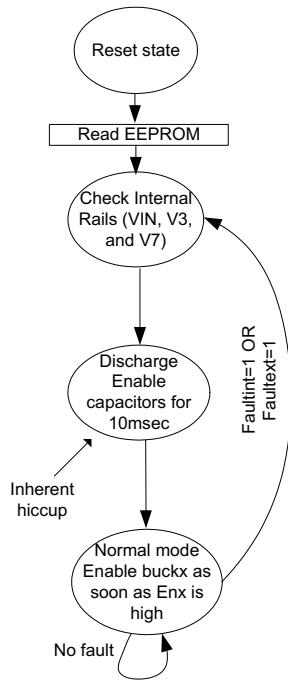 Reset state
Read EEPROM
Check Internal
Rails (VIN, V3,
and V7)
Faultint=1 OR
Faultext=1
Discharge
Enable
capacitors for
10msec
Inherent
hiccup
Normal mode
Enable buckx as
soon as Enx is
high
No fault